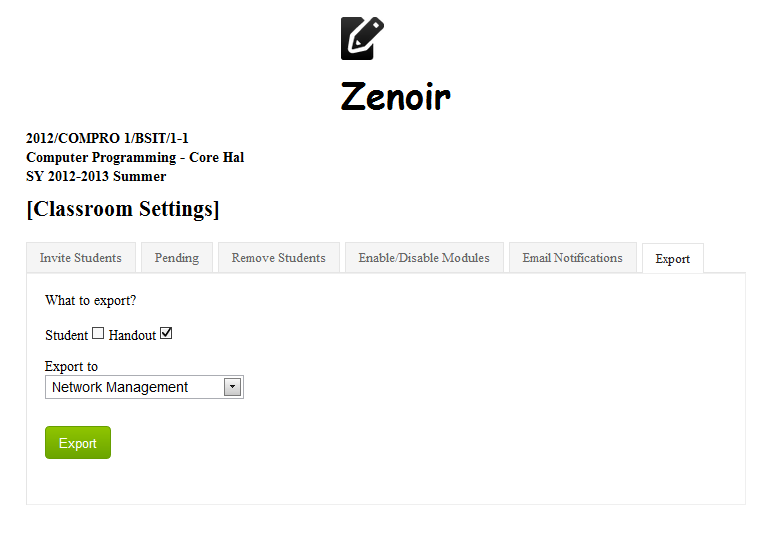 Zenoir
2012/COMPRO 1/BSIT/1-1
Computer Programming - Core Hal
SY 2012-2013 Summer
[Classroom Settings]
Invite Students Pending Remove Students Enable/Disable Modules Email Notifications Export
What to export?
Student Handout
Export to
Network Management
Export